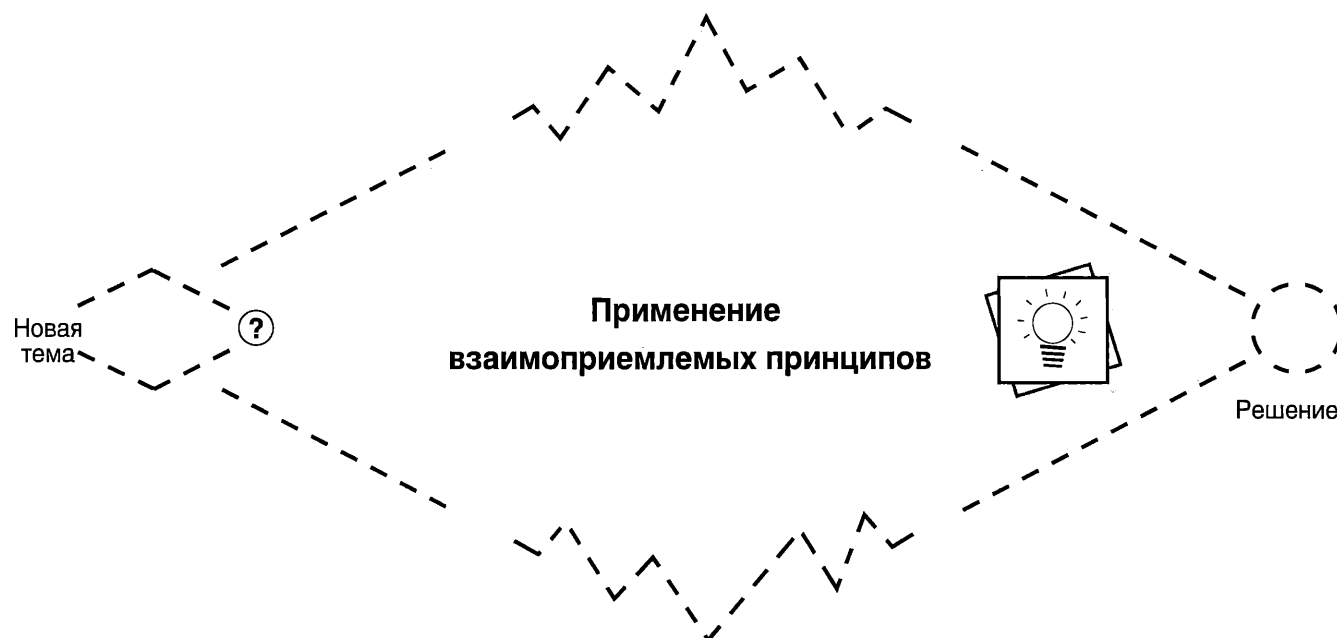 Новая
тема
?
Применение
взаимоприемлемых принципов
Решение